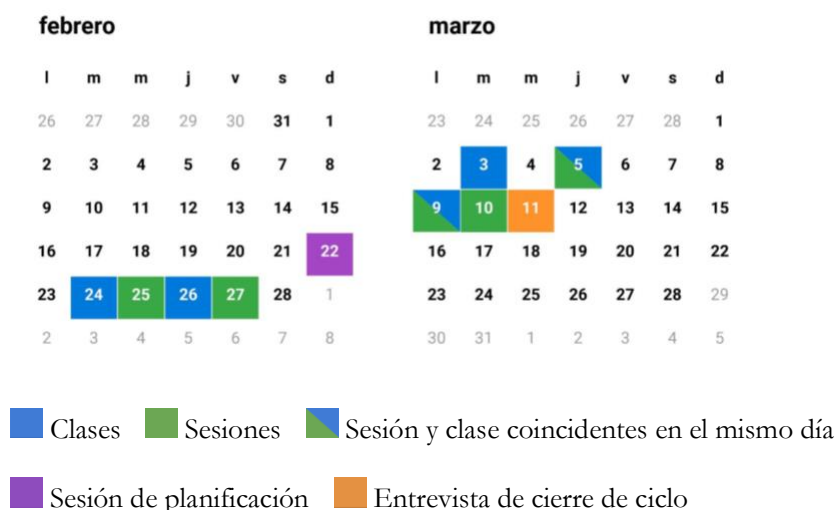 febrero marzo
l m m j v s d l m m j v s d
26 27 28 29 30 31 1 23 24 25 26 27 28 1
2 3 4 5 6 7 8 2 3 4 5 6 7 8
9 10 11 12 13 14 15 9 10 11 12 13 14 15
16 17 18 19 20 21 22 16 17 18 19 20 21 22
23 24 25 26 27 28 1 23 24 25 26 27 28 29
2 3 4 5 6 7 8 30 31 1 2 3 4 5
Clases Sesiones Sesión y clase coincidentes en el mismo día
Sesión de planificación Entrevista de cierre de ciclo